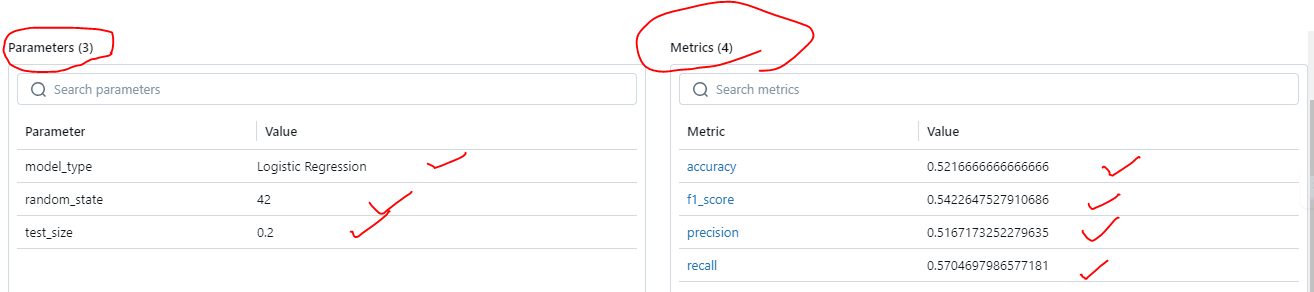 Parameters (3)
Metrics (4)
Search parameters
Search metrics
Parameter Value
Metric Value
model_type Logistic Regression
accuracy 0.5216666666666666
random_state 42
f1_score 0.5422647527910686
test_size 0.2
precision 0.5167173252279635
recall 0.5704697986577181